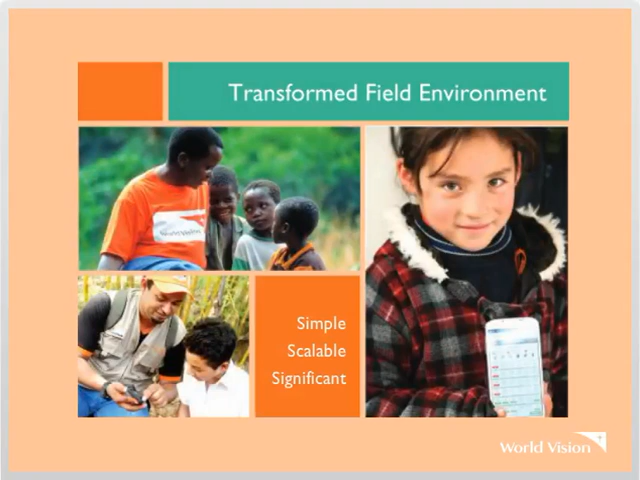 Transformed Field Environment
Simple
Scalable
Significant
World Vision